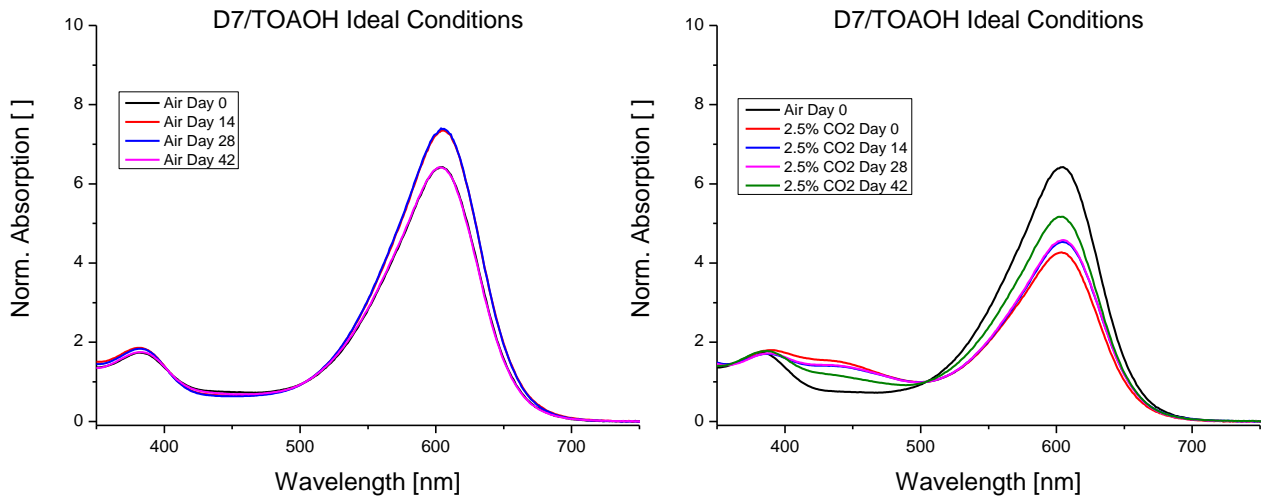 D7/TOAOH Ideal Conditions
10
8
6
4
2
0
Norm. Absorption [ ]
Air Day 0
Air Day 14
Air Day 28
Air Day 42
400
500
600
700
Wavelength [nm]
D7/TOAOH Ideal Conditions
10
8
6
4
2
0
Norm. Absorption [ ]
Air Day 0
2.5% CO2 Day 0
2.5% CO2 Day 14
2.5% CO2 Day 28
2.5% CO2 Day 42
400
500
600
700
Wavelength [nm]